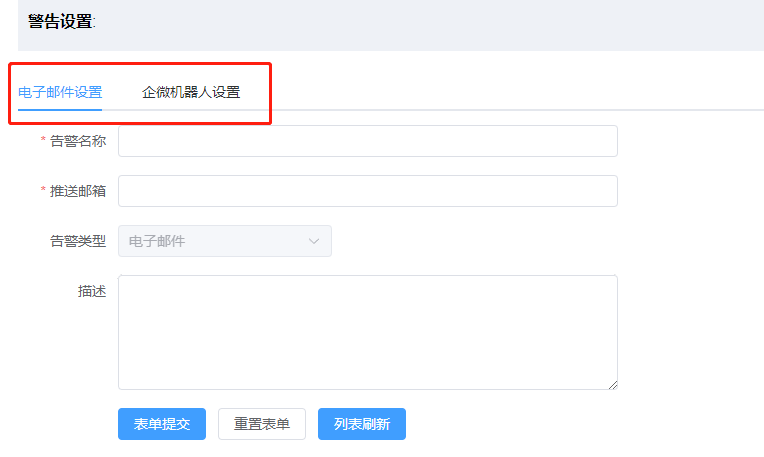 警告设置:
电子邮件设置 企微机器人设置
* 告警名称
* 推送邮箱
告警类型 电子邮件
描述
表单提交 重置表单 列表刷新